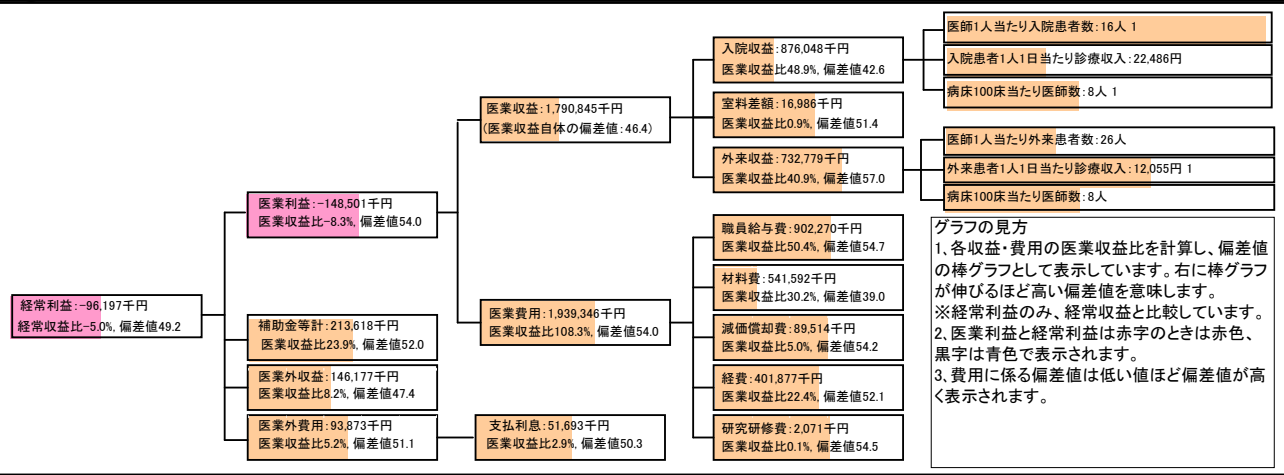 経常利益:-96,197千円
経常収益比-5.0%, 偏差値49.2
医業利益:-148,501千円
医業収益比-8.3%, 偏差値54.0
補助金等計:213,618千円
医業収益比23.9%, 偏差値52.0
医業外収益:146,177千円
医業収益比8.2%, 偏差値47.4
医業外費用:93,873千円
医業収益比5.2%, 偏差値51.1
支払利息:51,693千円
医業収益比2.9%, 偏差値50.3
医業収益:1,790,845千円
(医業収益自体の偏差値:46.4)
医業費用:1,939,346千円
医業収益比108.3%, 偏差値54.0
入院収益:876,048千円
医業収益比48.9%, 偏差値42.6
室料差額:16,986千円
医業収益比0.9%, 偏差値51.4
外来収益:732,779千円
医業収益比40.9%, 偏差値57.0
職員給与費:902,270千円
医業収益比50.4%, 偏差値54.7
材料費:541,592千円
医業収益比30.2%, 偏差値39.0
減価償却費:89,514千円
医業収益比5.0%, 偏差値54.2
経費:401,877千円
医業収益比22.4%, 偏差値52.1
研究研修費:2,071千円
医業収益比0.1%, 偏差値54.5
医師1人当たり入院患者数:16人 1
入院患者1人1日当たり診療収入:22,486円
病床100床当たり医師数:8人 1
医師1人当たり外来患者数:26人
外来患者1人1日当たり診療収入:12,055円 1
病床100床当たり医師数:8人
グラフの見方
1、各収益・費用の医業収益比を計算し、偏差値
の棒グラフとして表示しています。右に棒グラフ
が伸びるほど高い偏差値を意味します。
※経常利益のみ、経常収益と比較しています。
2、医業利益と経常利益は赤字のときは赤色、
黒字は青色で表示されます。
3、費用に係る偏差値は低い値ほど偏差値が高
く表示されます。